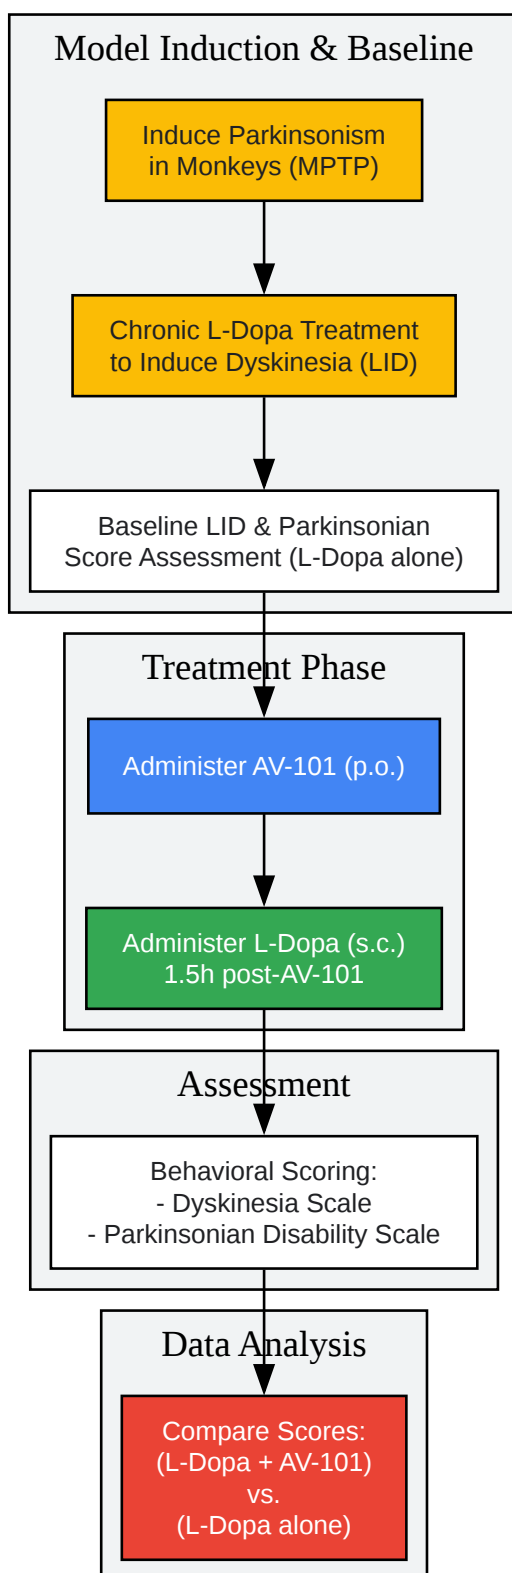 Model Induction & Baseline
Induce Parkinsonism
in Monkeys (MPTP)
Chronic L-Dopa Treatment
to Induce Dyskinesia (LID)
Baseline LID & Parkinsonian
Score Assessment (L-Dopa alone)
Treatment Phase
Administer AV-101 (p.o.)
Administer L-Dopa (s.c.)
1.5h post-AV-101
Assessment
Behavioral Scoring:
- Dyskinesia Scale
- Parkinsonian Disability Scale
Data Analysis
Compare Scores:
(L-Dopa + AV-101)
vs.
(L-Dopa alone)